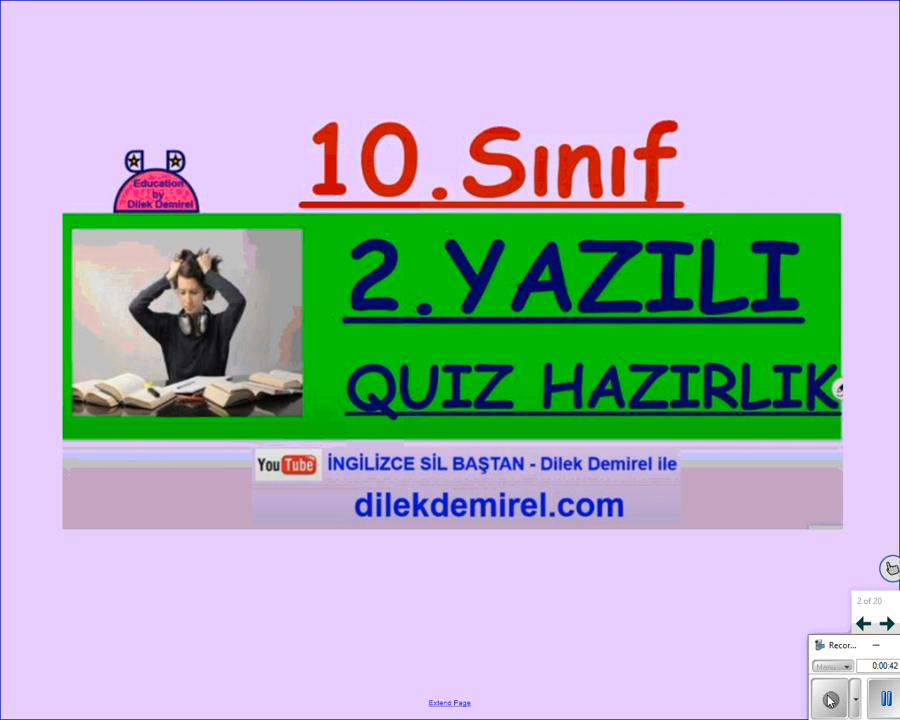 10.Sınıf
Education
by
Dilek Demirel
2.YAZILI
QUIZ HAZIRLIK
YouTube İNGİLİZCE SİL BAŞTAN - Dilek Demirel ile
dilekdemirel.com
2 of 20
Recor...
Menu
0:00:42
Extend Page